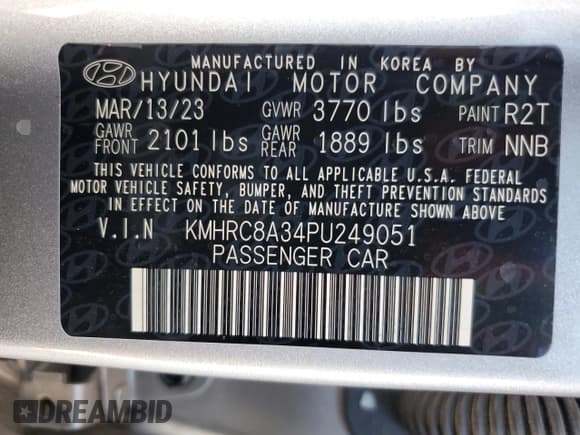 MANUFACTURED IN KOREA BY
HYUNDAI MOTOR COMPANY
MAR/13/23 GVWR 3770 lbs PAINT R2T
GAWR FRONT 2101 lbs GAWR REAR 1889 lbs TRIM NNB
THIS VEHICLE CONFORMS TO ALL APPLICABLE U.S.A. FEDERAL
MOTOR VEHICLE SAFETY, BUMPER, AND THEFT PREVENTION STANDARDS
IN EFFECT ON THE DATE OF MANUFACTURE SHOWN ABOVE
V.I.N KMHRC8A34PU249051
PASSENGER CAR
DREAMBID